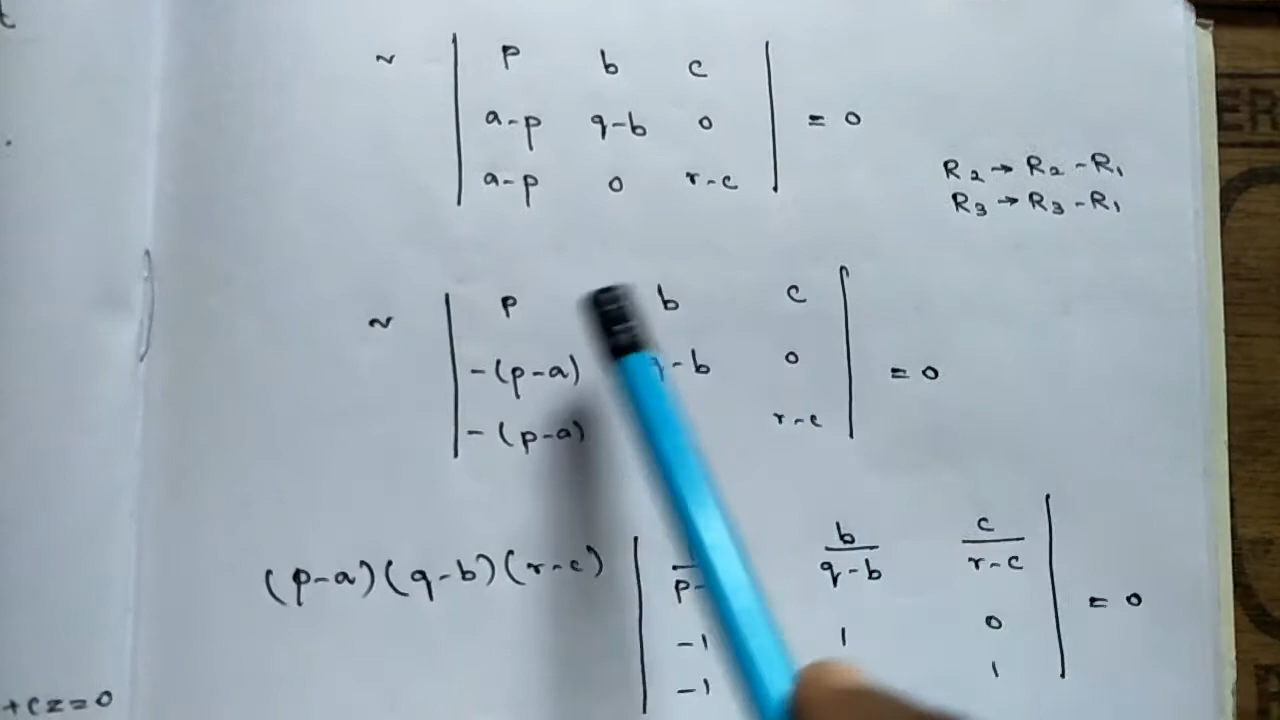 ~ | p b c |
| a-p q-b 0 | = 0
| a-p 0 r-c |
R2 → R2 - R1
R3 → R3 - R1
~ | p b c |
| -(p-a) -b 0 | = 0
| -(p-a) r-c |
(p-a)(q-b)(r-c) | p- b/q-b c/r-c | = 0
| -1 1 0 |
| -1 1 |
+cz=0
ER